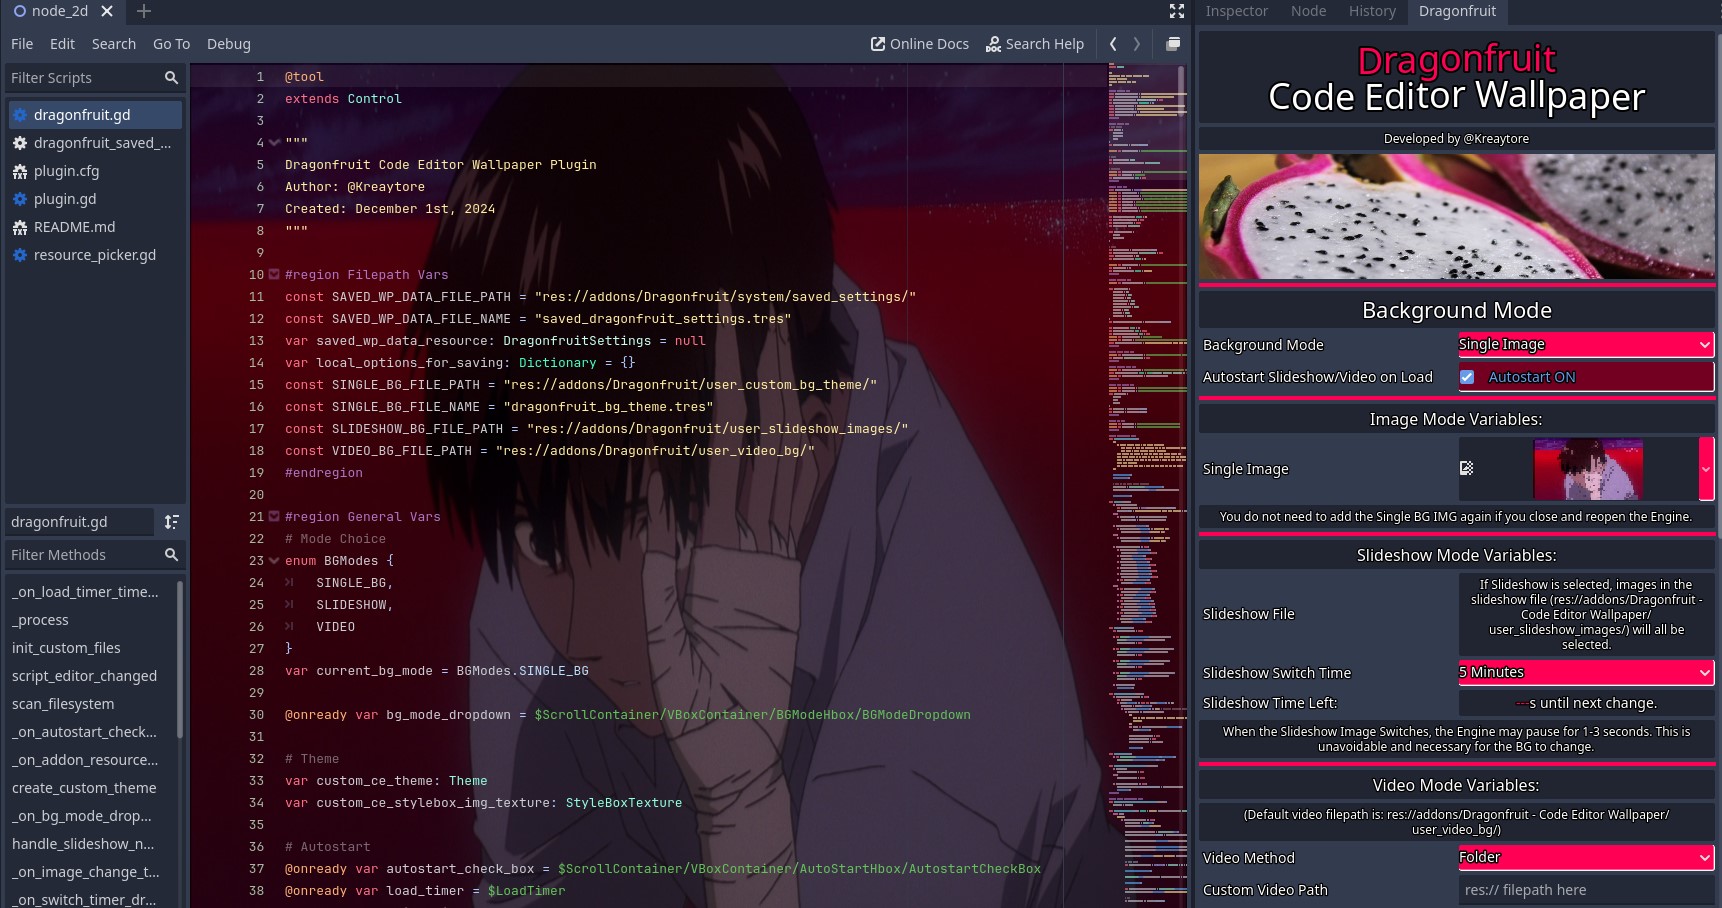 node_2d
File Edit Search Go To Debug
Online Docs Search Help
Filter Scripts
dragonfruit.gd
dragonfruit_saved_...
plugin.cfg
plugin.gd
README.md
resource_picker.gd
dragonfruit.gd
Filter Methods
_on_load_timer_time...
_process
init_custom_files
script_editor_changed
scan_filesystem
_on_autostart_check...
_on_addon_resource...
create_custom_theme
_on_bg_mode_drop...
handle_slideshow_n...
_on_image_change_t...
_on_switch_timer_dr...
1 @tool
2 extends Control
3
4 """
5 Dragonfruit Code Editor Wallpaper Plugin
6 Author: @Kreaytore
7 Created: December 1st, 2024
8 """
9
10 #region Filepath Vars
11 const SAVED_WP_DATA_FILE_PATH = "res://addons/Dragonfruit/system/saved_settings/"
12 const SAVED_WP_DATA_FILE_NAME = "saved_dragonfruit_settings.tres"
13 var saved_wp_data_resource: DragonfruitSettings = null
14 var local_options_for_saving: Dictionary = {}
15 const SINGLE_BG_FILE_PATH = "res://addons/Dragonfruit/user_custom_bg_theme/"
16 const SINGLE_BG_FILE_NAME = "dragonfruit_bg_theme.tres"
17 const SLIDESHOW_BG_FILE_PATH = "res://addons/Dragonfruit/user_slideshow_images/"
18 const VIDEO_BG_FILE_PATH = "res://addons/Dragonfruit/user_video_bg/"
19 #endregion
20
21 #region General Vars
22 # Mode Choice
23 enum BGModes {
24 SINGLE_BG,
25 SLIDESHOW,
26 VIDEO
27 }
28 var current_bg_mode = BGModes.SINGLE_BG
29
30 @onready var bg_mode_dropdown = $ScrollContainer/VBoxContainer/BGModeHbox/BGModeDropdown
31
32 # Theme
33 var custom_ce_theme: Theme
34 var custom_ce_stylebox_img_texture: StyleBoxTexture
35
36 # Autostart
37 @onready var autostart_check_box = $ScrollContainer/VBoxContainer/AutoStartHbox/AutostartCheckBox
38 @onready var load_timer = $LoadTimer
Inspector Node History Dragonfruit
Dragonfruit
Code Editor Wallpaper
Developed by @Kreaytore
Background Mode
Background Mode Single Image
Autostart Slideshow/Video on Load Autostart ON
Image Mode Variables:
Single Image
You do not need to add the Single BG IMG again if you close and reopen the Engine.
Slideshow Mode Variables:
Slideshow File
If Slideshow is selected, images in the
slideshow file (res://addons/Dragonfruit -
Code Editor Wallpaper/
user_slideshow_images/) will all be
selected.
Slideshow Switch Time 5 Minutes
Slideshow Time Left: ---s until next change.
When the Slideshow Image Switches, the Engine may pause for 1-3 seconds. This is
unavoidable and necessary for the BG to change.
Video Mode Variables:
(Default video filepath is: res://addons/Dragonfruit - Code Editor Wallpaper/
user_video_bg/)
Video Method Folder
Custom Video Path res:// filepath here